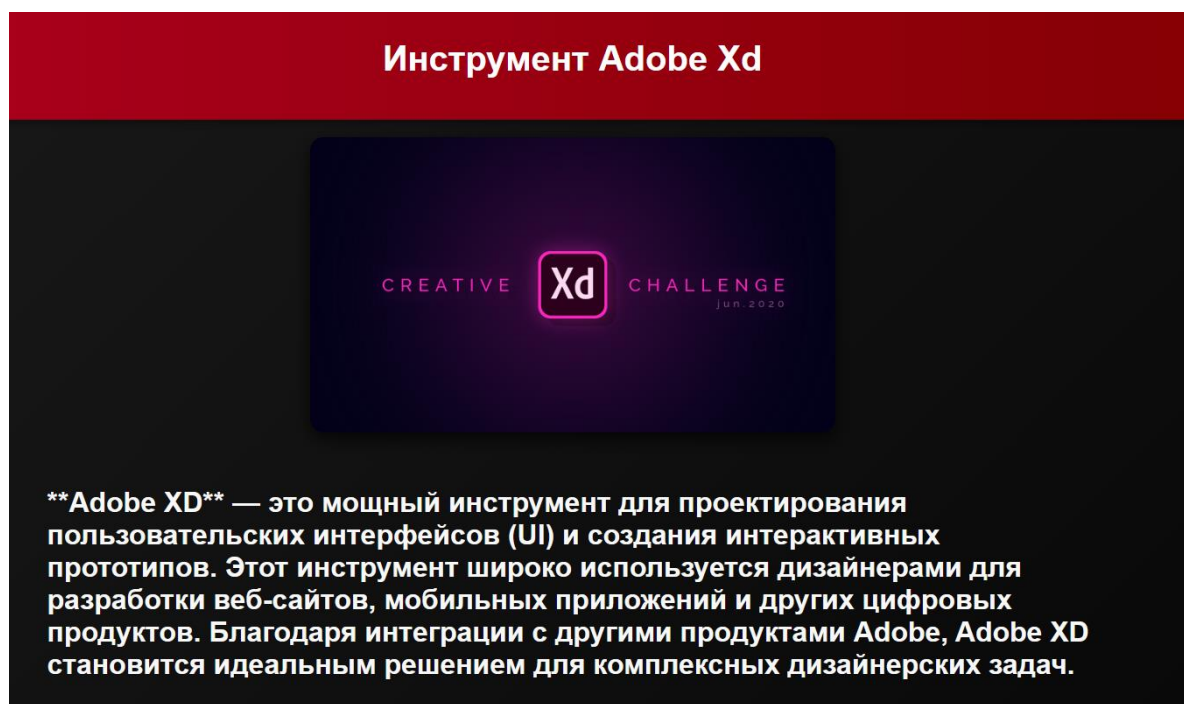 Инструмент Adobe Xd
CREATIVE Xd CHALLENGE
jun.2020
**Adobe XD** — это мощный инструмент для проектирования
пользовательских интерфейсов (UI) и создания интерактивных
прототипов. Этот инструмент широко используется дизайнерами для
разработки веб-сайтов, мобильных приложений и других цифровых
продуктов. Благодаря интеграции с другими продуктами Adobe, Adobe XD
становится идеальным решением для комплексных дизайнерских задач.